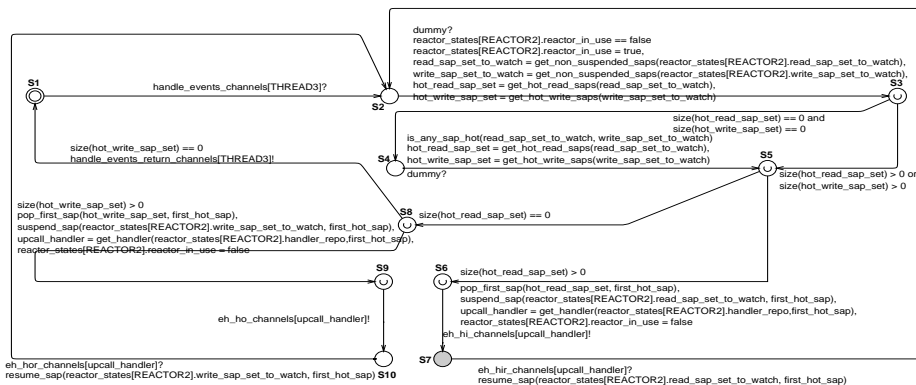 dummy?
reactor_states[REACTOR2].reactor_in_use == false
reactor_states[REACTOR2].reactor_in_use = true,
read_sap_set_to_watch = get_non_suspended_saps(reactor_states[REACTOR2].read_sap_set_to_watch),
write_sap_set_to_watch = get_non_suspended_saps(reactor_states[REACTOR2].write_sap_set_to_watch),
hot_read_sap_set = get_hot_read_saps(read_sap_set_to_watch),
hot_write_sap_set = get_hot_write_saps(write_sap_set_to_watch)
S1
handle_events_channels[THREAD3]?
S2
S3
size(hot_read_sap_set) == 0 and
size(hot_write_sap_set) == 0
is_any_sap_hot(read_sap_set_to_watch, write_sap_set_to_watch)
hot_read_sap_set = get_hot_read_saps(read_sap_set_to_watch),
hot_write_sap_set = get_hot_write_saps(write_sap_set_to_watch)
S4
dummy?
S5
size(hot_read_sap_set) > 0 or
size(hot_write_sap_set) > 0
size(hot_write_sap_set) == 0
handle_events_return_channels[THREAD3]!
S8
size(hot_read_sap_set) == 0
size(hot_write_sap_set) > 0
pop_first_sap(hot_write_sap_set, first_hot_sap),
suspend_sap(reactor_states[REACTOR2].write_sap_set_to_watch, first_hot_sap),
upcall_handler = get_handler(reactor_states[REACTOR2].handler_repo,first_hot_sap),
reactor_states[REACTOR2].reactor_in_use = false
S9
S6
size(hot_read_sap_set) > 0
pop_first_sap(hot_read_sap_set, first_hot_sap),
suspend_sap(reactor_states[REACTOR2].read_sap_set_to_watch, first_hot_sap),
upcall_handler = get_handler(reactor_states[REACTOR2].handler_repo,first_hot_sap),
reactor_states[REACTOR2].reactor_in_use = false
eh_ho_channels[upcall_handler]!
eh_hi_channels[upcall_handler]!
S7
eh_hor_channels[upcall_handler]?
resume_sap(reactor_states[REACTOR2].write_sap_set_to_watch, first_hot_sap)
S10
eh_hir_channels[upcall_handler]?
resume_sap(reactor_states[REACTOR2].read_sap_set_to_watch, first_hot_sap)